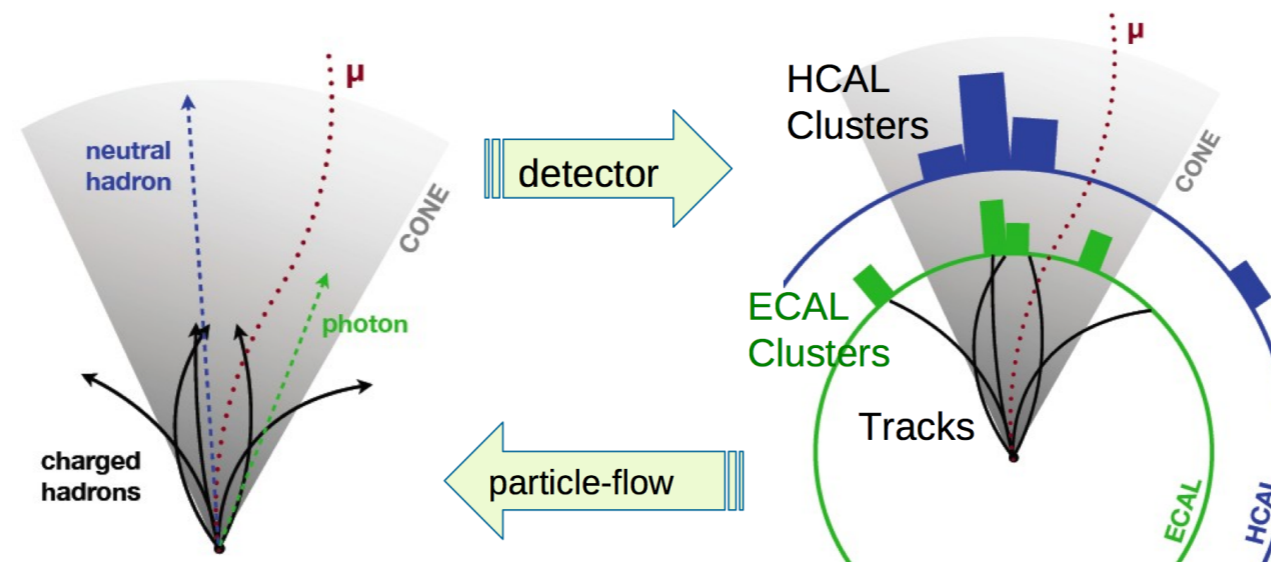 μ
neutral
hadron
CONE
photon
charged
hadrons
detector
particle-flow
μ
HCAL
Clusters
CONE
ECAL
Clusters
Tracks
ECAL
HCAL